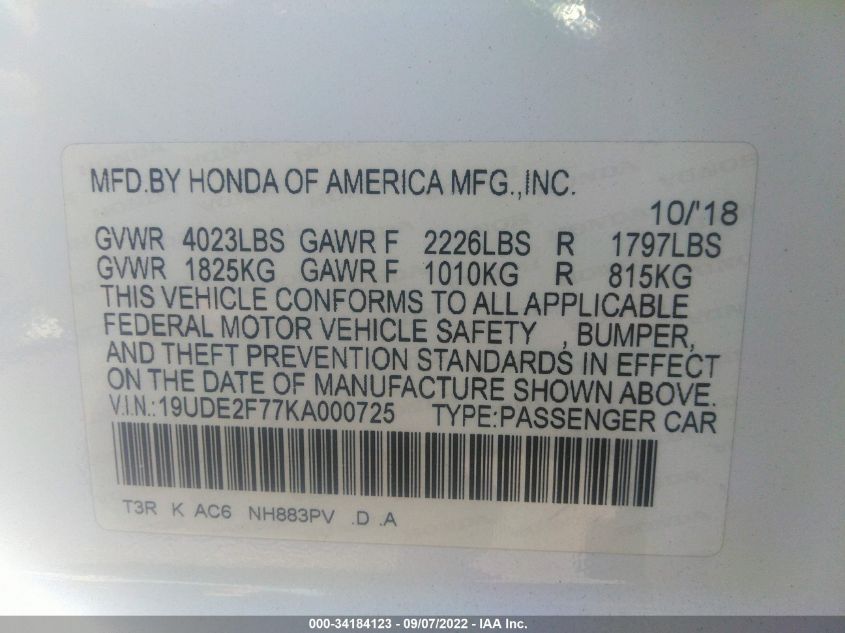 MFD.BY HONDA OF AMERICA MFG.,INC.
10/'18
GVWR 4023LBS GAWR F 2226LBS R 1797LBS
GVWR 1825KG GAWR F 1010KG R 815KG
THIS VEHICLE CONFORMS TO ALL APPLICABLE
FEDERAL MOTOR VEHICLE SAFETY , BUMPER,
AND THEFT PREVENTION STANDARDS IN EFFECT
ON THE DATE OF MANUFACTURE SHOWN ABOVE.
V.I.N.:19UDE2F77KA000725 TYPE:PASSENGER CAR
T3R K AC6 NH883PV .D .A
000-34184123 - 09/07/2022 - IAA Inc.